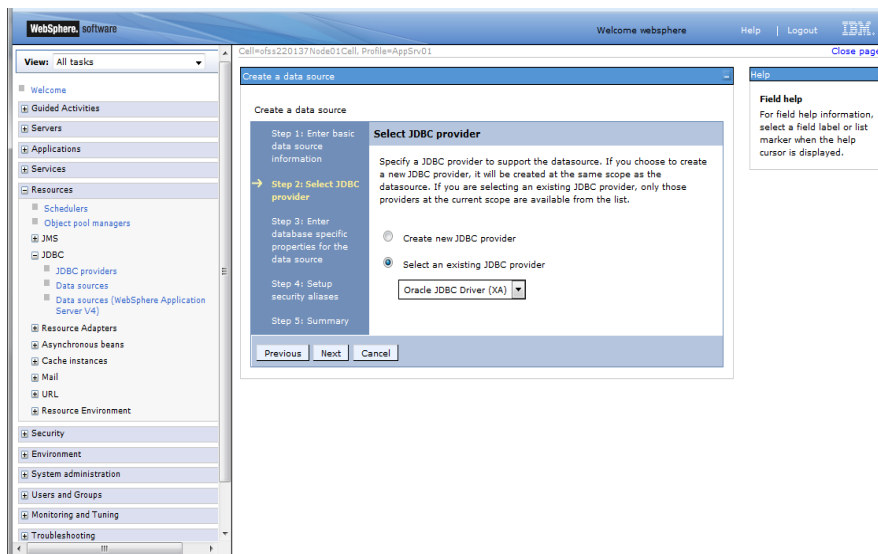 WebSphere. software
Welcome websphere
Help | Logout
IBM.
View: All tasks
Cell=ofss220137Node01Cell, Profile=AppSrv01
Close page
Welcome
Guided Activities
Servers
Applications
Services
Resources
Schedulers
Object pool managers
JMS
JDBC
JDBC providers
Data sources
Data sources (WebSphere Application
Server V4)
Resource Adapters
Asynchronous beans
Cache instances
Mail
URL
Resource Environment
Security
Environment
System administration
Users and Groups
Monitoring and Tuning
Troubleshooting
Create a data source
Create a data source
Step 1: Enter basic
data source
information
Step 2: Select JDBC
provider
Step 3: Enter
database specific
properties for the
data source
Step 4: Setup
security aliases
Step 5: Summary
Select JDBC provider
Specify a JDBC provider to support the datasource. If you choose to create
a new JDBC provider, it will be created at the same scope as the
datasource. If you are selecting an existing JDBC provider, only those
providers at the current scope are available from the list.
Create new JDBC provider
Select an existing JDBC provider
Oracle JDBC Driver (XA)
Previous Next Cancel
Help
Field help
For field help information,
select a field label or list
marker when the help
cursor is displayed.